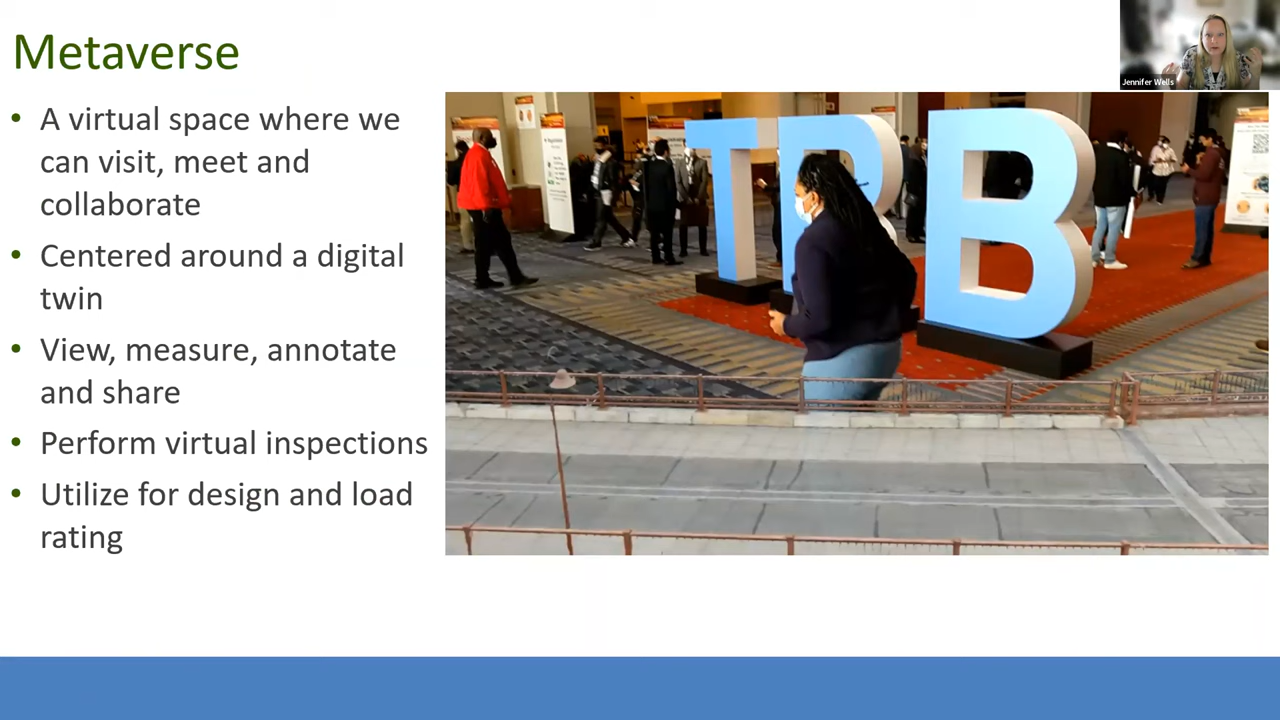 Metaverse
Jennifer Wells
• A virtual space where we
can visit, meet and
collaborate
• Centered around a digital
twin
• View, measure, annotate
and share
• Perform virtual inspections
• Utilize for design and load
rating
TRB